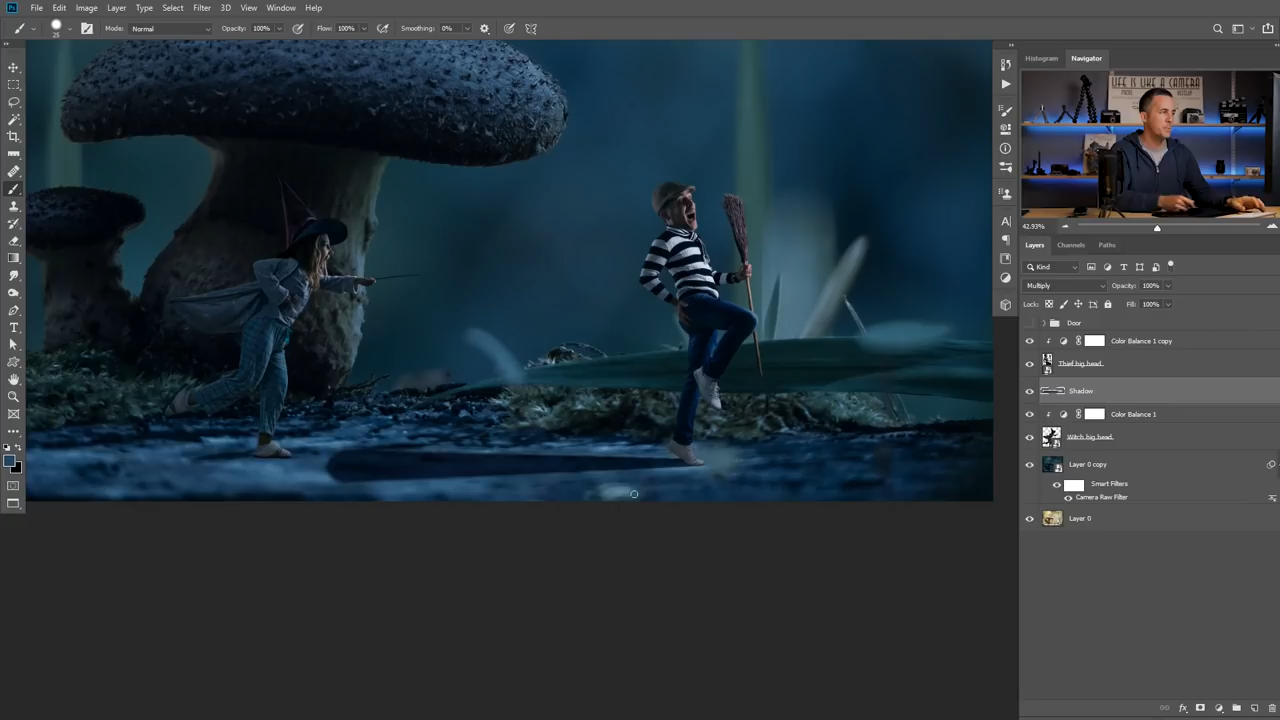 Ps File Edit Image Layer Type Select Filter 3D View Window Help
25 Mode: Normal Opacity: 100% Flow: 100% Smoothing: 0%
Histogram Navigator
LIFE IS LIKE A CAMERA
42.93%
Layers Channels Paths
Kind
Multiply Opacity: 100%
Lock: Fill: 100%
Door
Color Balance 1 copy
Thief big head
Shadow
Color Balance 1
Witch big head
Layer 0 copy
Smart Filters
Camera Raw Filter
Layer 0